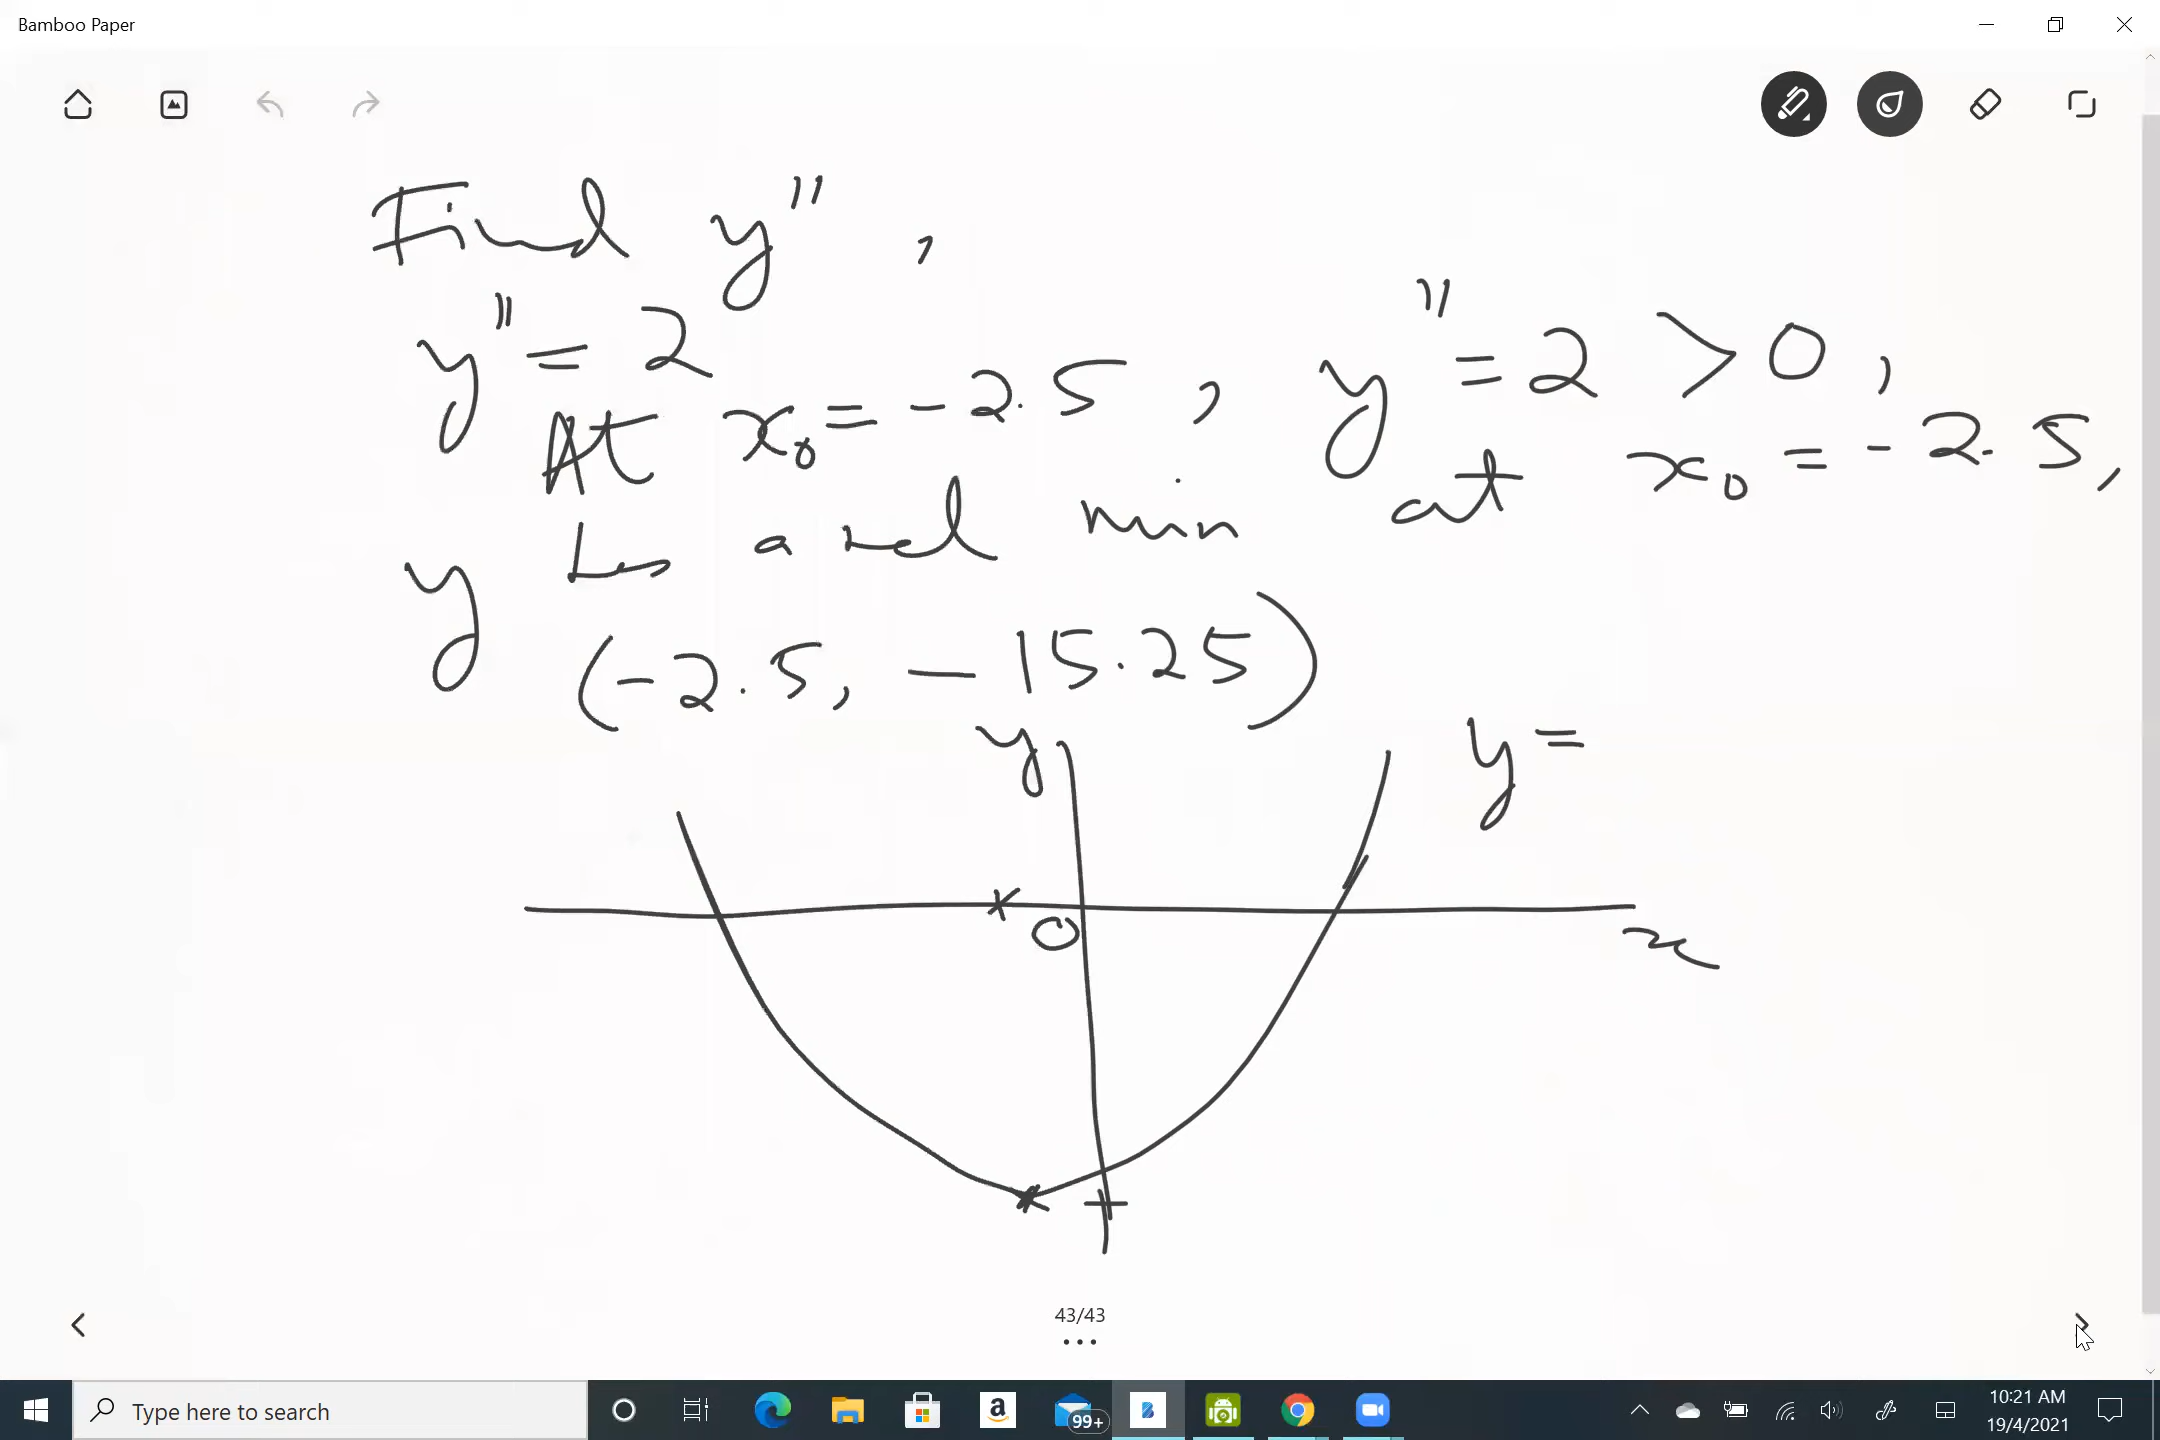 Bamboo Paper
Find y'',
y'' = 2
At x₀ = -2.5, y'' = 2 > 0,
y has a rel min at x₀ = -2.5,
(-2.5, -15.25)
y
y =
0
x
43/43
Type here to search
a
99+
B
10:21 AM
19/4/2021